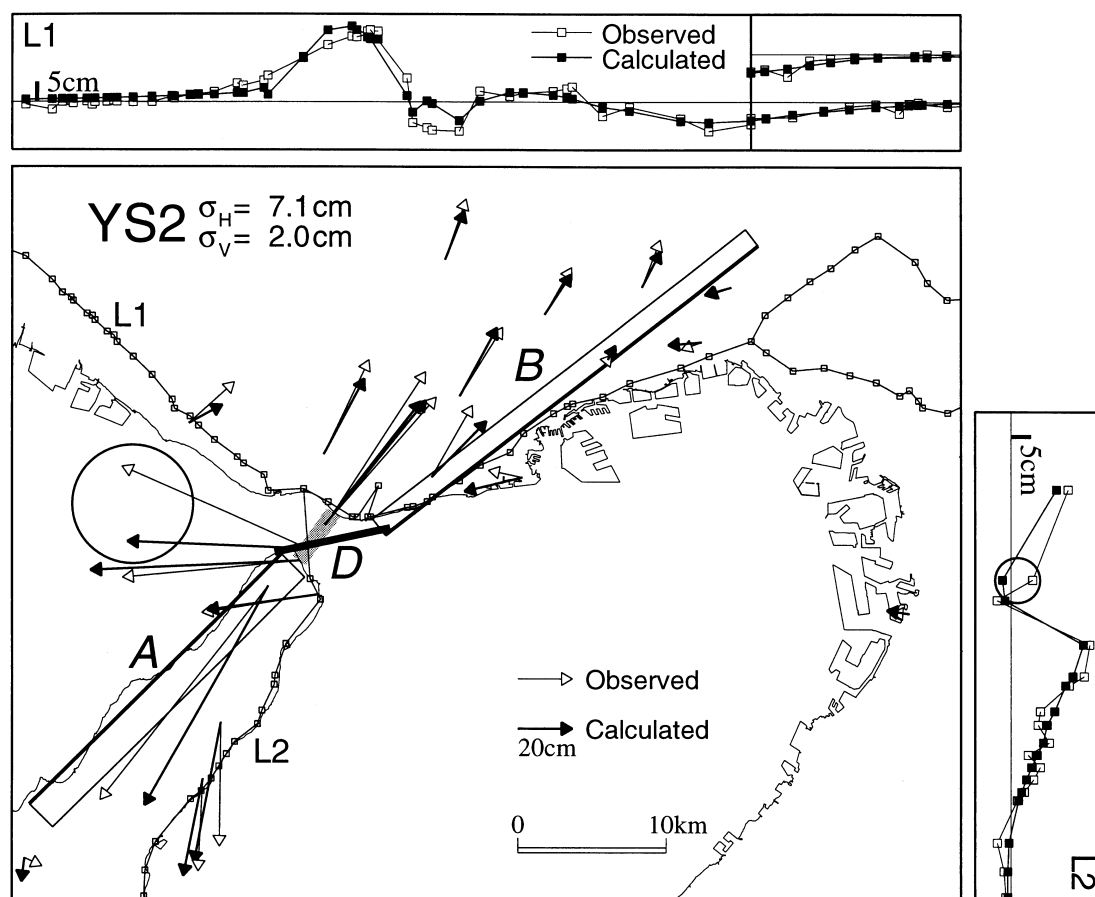 L1
Observed
Calculated
5cm
YS2
σH= 7.1cm
σV= 2.0cm
L1
B
D
A
L2
Observed
Calculated
20cm
0 10km
5cm
L2